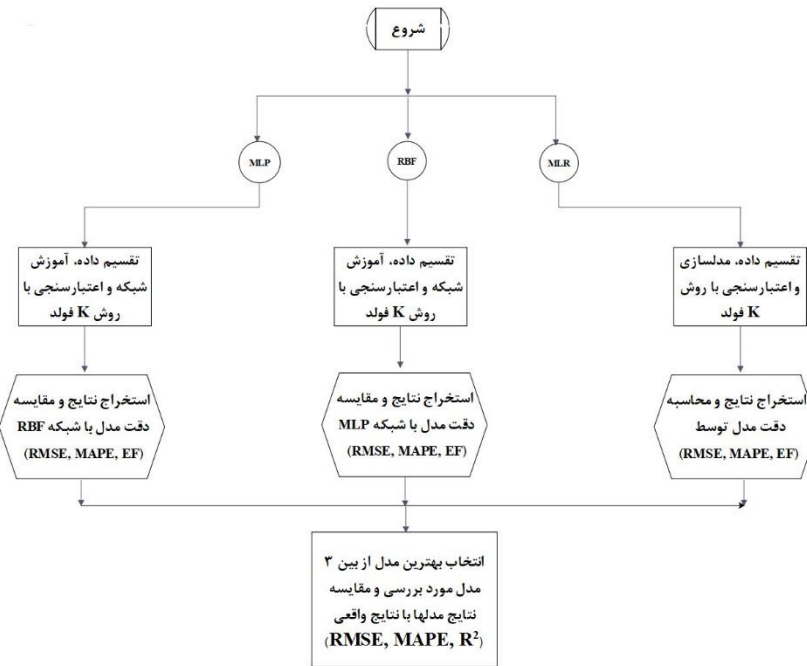 شروع
MLP
RBF
MLR
تقسیم داده، آموزش
شبکه و اعتبارسنجی با
روش K فولد
تقسیم داده، آموزش
شبکه و اعتبارسنجی با
روش K فولد
تقسیم داده، مدلسازی
و اعتبارسنجی با روش
K فولد
استخراج نتایج و مقایسه
دقت مدل با شبکه RBF
(RMSE, MAPE, EF)
استخراج نتایج و مقایسه
دقت مدل با شبکه MLP
(RMSE, MAPE, EF)
استخراج نتایج و محاسبه
دقت مدل توسط
(RMSE, MAPE, EF)
انتخاب بهترین مدل از بین ۳
مدل مورد بررسی و مقایسه
نتایج مدلها با نتایج واقعی
(RMSE, MAPE, R²)